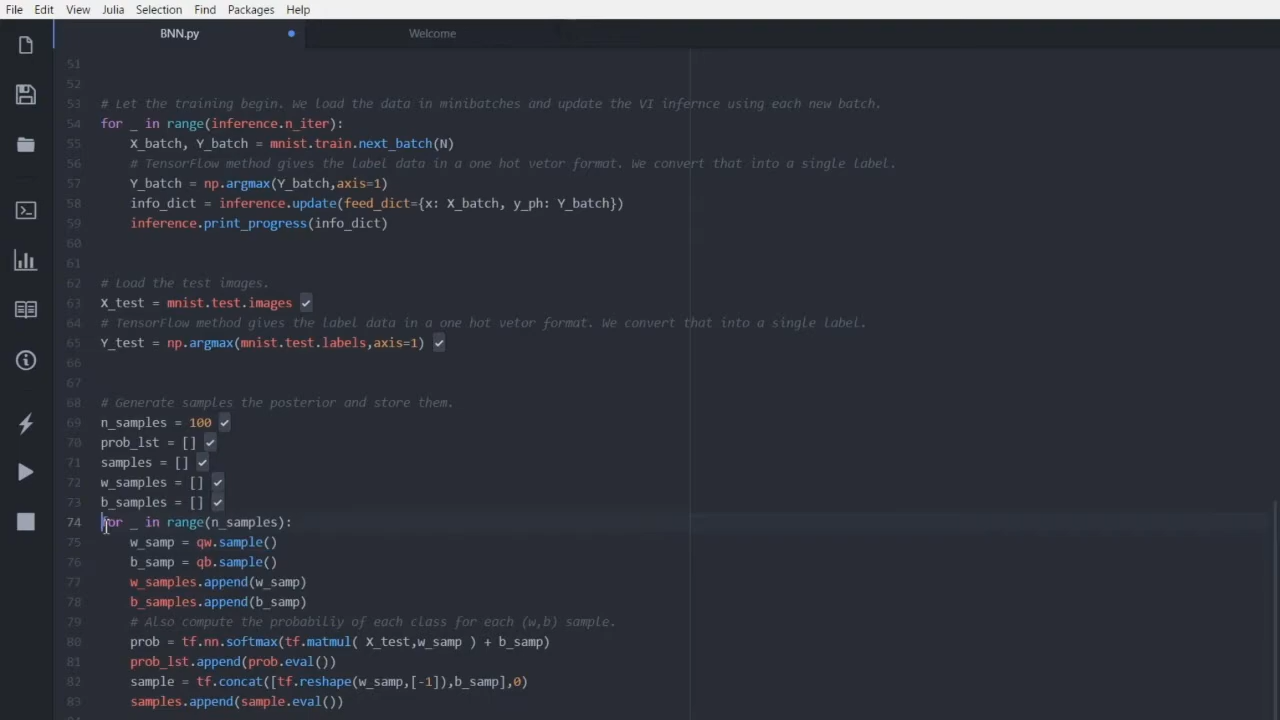 File Edit View Julia Selection Find Packages Help
BNN.py Welcome
51
52
53 # Let the training begin. We load the data in minibatches and update the VI infernce using each new batch.
54 for _ in range(inference.n_iter):
55     X_batch, Y_batch = mnist.train.next_batch(N)
56     # TensorFlow method gives the label data in a one hot vetor format. We convert that into a single label.
57     Y_batch = np.argmax(Y_batch,axis=1)
58     info_dict = inference.update(feed_dict={x: X_batch, y_ph: Y_batch})
59     inference.print_progress(info_dict)
60
61
62 # Load the test images.
63 X_test = mnist.test.images ✓
64 # TensorFlow method gives the label data in a one hot vetor format. We convert that into a single label.
65 Y_test = np.argmax(mnist.test.labels,axis=1) ✓
66
67
68 # Generate samples the posterior and store them.
69 n_samples = 100 ✓
70 prob_lst = [] ✓
71 samples = [] ✓
72 w_samples = [] ✓
73 b_samples = [] ✓
74 for _ in range(n_samples):
75     w_samp = qw.sample()
76     b_samp = qb.sample()
77     w_samples.append(w_samp)
78     b_samples.append(b_samp)
79     # Also compute the probabiliy of each class for each (w,b) sample.
80     prob = tf.nn.softmax(tf.matmul( X_test,w_samp ) + b_samp)
81     prob_lst.append(prob.eval())
82     sample = tf.concat([tf.reshape(w_samp,[-1]),b_samp],0)
83     samples.append(sample.eval())